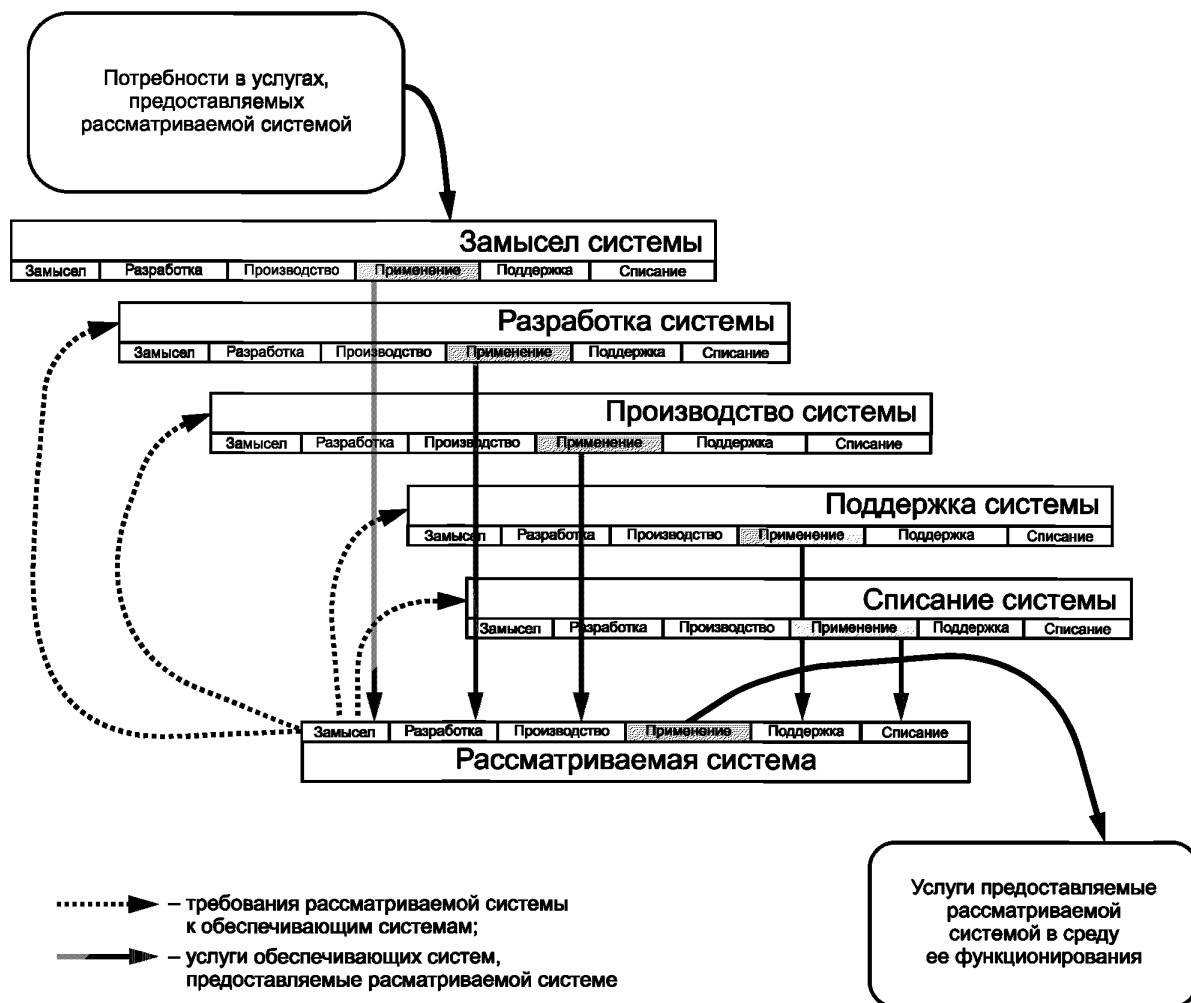 Потребности в услугах,
предоставляемых
рассматриваемой системой
Замысел системы
Замысел Разработка Производство Применение Поддержка Списание
Разработка системы
Замысел Разработка Производство Применение Поддержка Списание
Производство системы
Замысел Разработка Производство Применение Поддержка Списание
Поддержка системы
Замысел Разработка Производство Применение Поддержка Списание
Списание системы
Замысел Разработка Производство Применение Поддержка Списание
Замысел Разработка Производство Применение Поддержка Списание
Рассматриваемая система
– требования рассматриваемой системы
к обеспечивающим системам;
– услуги обеспечивающих систем,
предоставляемые расматриваемой системе
Услуги предоставляемые
рассматриваемой
системой в среду
ее функционирования